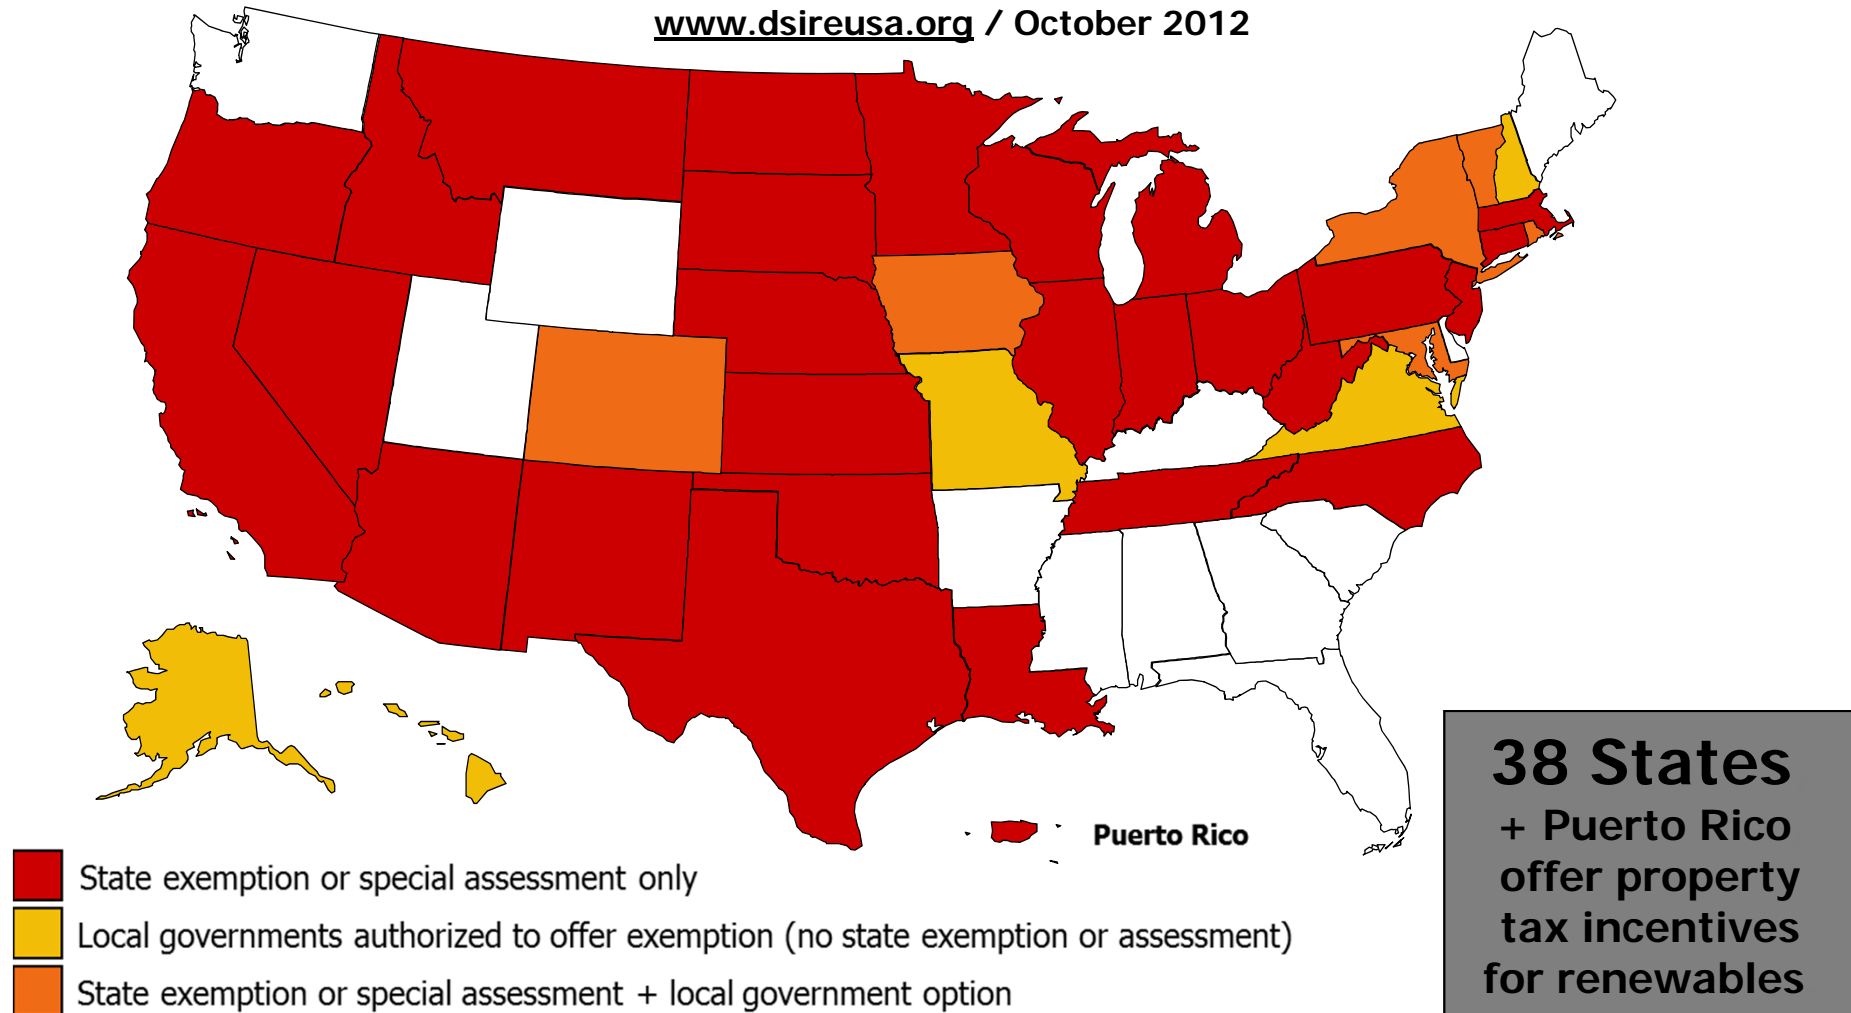 www.dsireusa.org / October 2012
Puerto Rico
38 States
+ Puerto Rico
offer property
tax incentives
for renewables
State exemption or special assessment only
Local governments authorized to offer exemption (no state exemption or assessment)
State exemption or special assessment + local government option